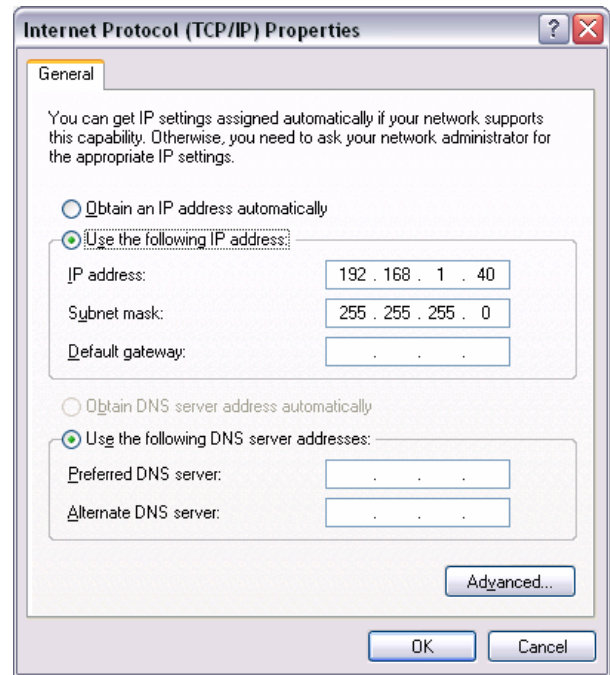 Internet Protocol (TCP/IP) Properties
General
You can get IP settings assigned automatically if your network supports
this capability. Otherwise, you need to ask your network administrator for
the appropriate IP settings.
Obtain an IP address automatically
Use the following IP address:
IP address: 192 . 168 . 1 . 40
Subnet mask: 255 . 255 . 255 . 0
Default gateway: . . .
Obtain DNS server address automatically
Use the following DNS server addresses:
Preferred DNS server: . . .
Alternate DNS server: . . .
Advanced...
OK Cancel